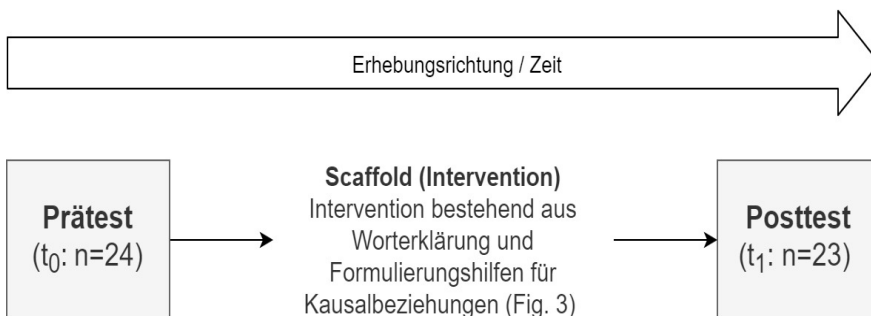 Erhebungsrichtung / Zeit
Prätest
(t0: n=24)
Scaffold (Intervention)
Intervention bestehend aus
Worterklärung und
Formulierungshilfen für
Kausalbeziehungen (Fig. 3)
Posttest
(t1: n=23)